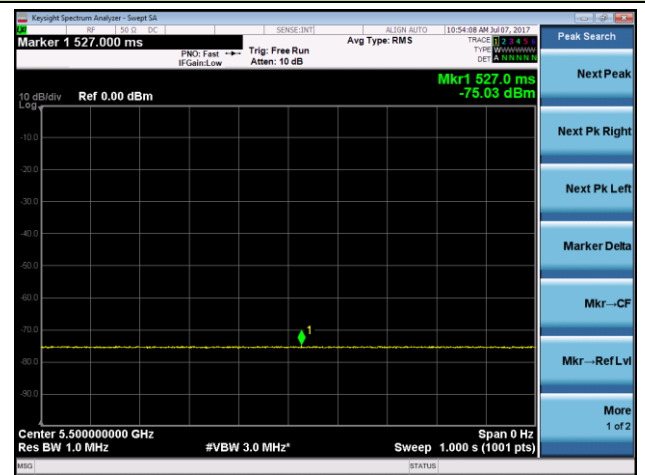 Keysight Spectrum Analyzer - Swept SA
RF 50 Ω DC SENSE:INT ALIGN AUTO 10:54:08 AM Jul 07, 2017
Marker 1 527.000 ms
PNO: Fast
IFGain:Low
Trig: Free Run
Atten: 10 dB
Avg Type: RMS
TRACE 1 2 3 4 5 6
TYPE WWWWWW
DET A N N N N N
Peak Search
Next Peak
Next Pk Right
Next Pk Left
Marker Delta
Mkr→CF
Mkr→Ref Lvl
More
1 of 2
Mkr1 527.0 ms
-75.03 dBm
10 dB/div Ref 0.00 dBm
Log
-10.0
-20.0
-30.0
-40.0
-50.0
-60.0
-70.0
-80.0
-90.0
1
Center 5.500000000 GHz Span 0 Hz
Res BW 1.0 MHz #VBW 3.0 MHz* Sweep 1.000 s (1001 pts)
MSG STATUS